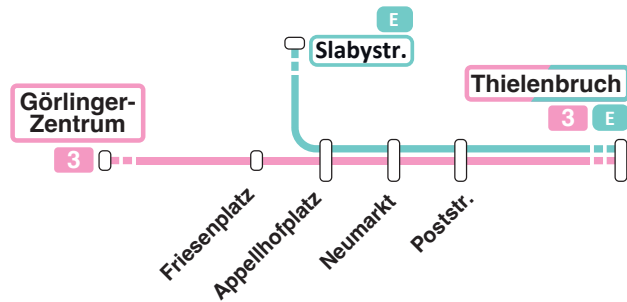 E
Slabystr.
Thielenbruch
3 E
Görlinger-
Zentrum
3
Friesenplatz
Appellhofplatz
Neumarkt
Poststr.